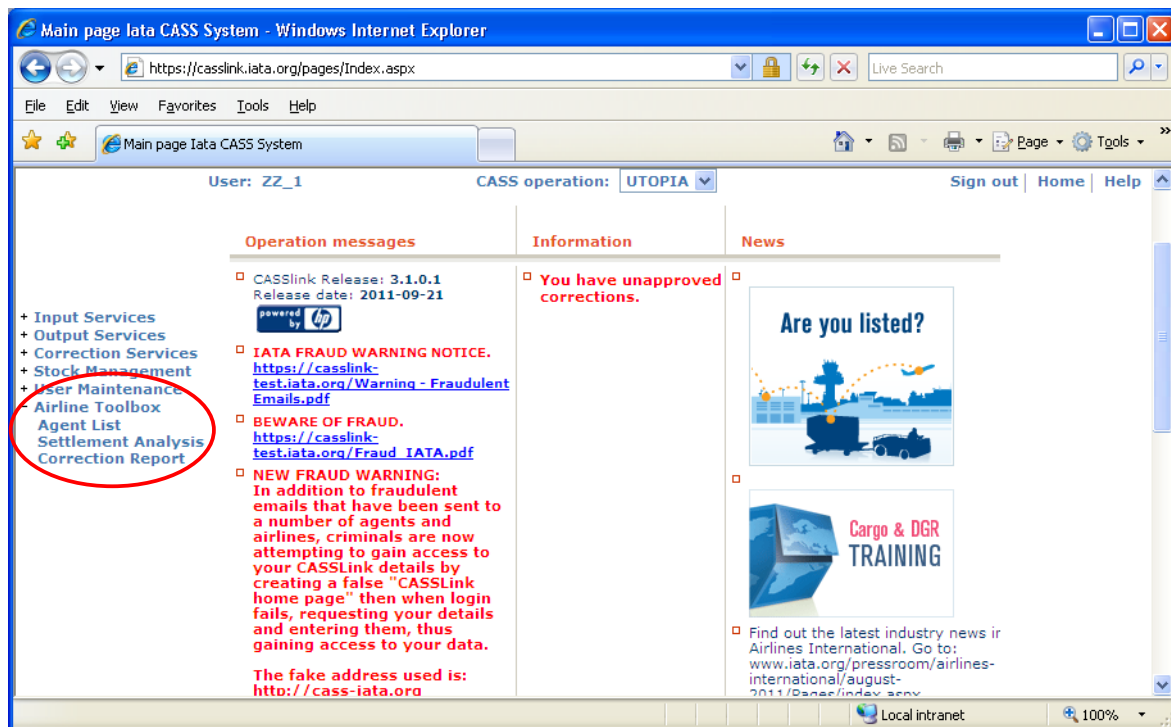 Main page Iata CASS System - Windows Internet Explorer
https://casslink.iata.org/pages/Index.aspx
Live Search
File Edit View Favorites Tools Help
Main page Iata CASS System
Page
Tools
User: ZZ_1
CASS operation: UTOPIA
Sign out | Home | Help
+ Input Services
+ Output Services
+ Correction Services
+ Stock Management
+ User Maintenance
- Airline Toolbox
Agent List
Settlement Analysis
Correction Report
Operation messages
CASSlink Release: 3.1.0.1
Release date: 2011-09-21
powered
by hp
IATA FRAUD WARNING NOTICE.
https://casslink-
test.iata.org/Warning - Fraudulent
Emails.pdf
BEWARE OF FRAUD.
https://casslink-
test.iata.org/Fraud_IATA.pdf
NEW FRAUD WARNING:
In addition to fraudulent
emails that have been sent to
a number of agents and
airlines, criminals are now
attempting to gain access to
your CASSLink details by
creating a false "CASSLink
home page" then when login
fails, requesting your details
and entering them, thus
gaining access to your data.
The fake address used is:
http://cass-iata.org
Information
You have unapproved
corrections.
News
Are you listed?
Cargo & DGR
TRAINING
Find out the latest industry news in
Airlines International. Go to:
www.iata.org/pressroom/airlines-
international/august-
2011/Pages/index.aspx
Local intranet
100%